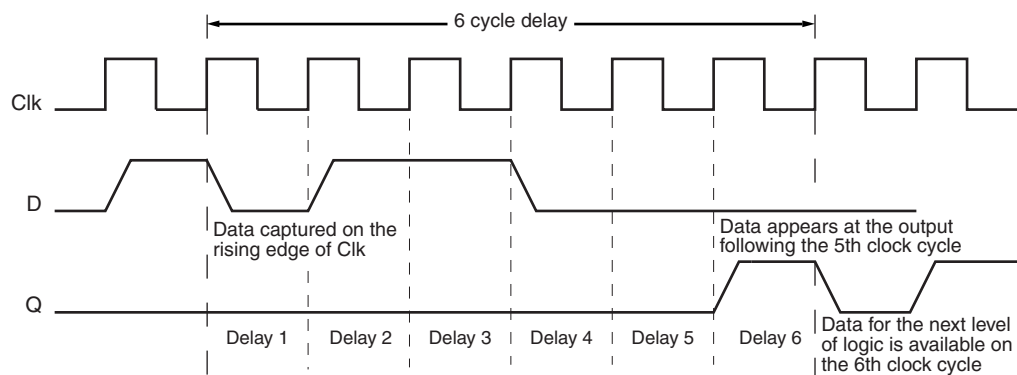 6 cycle delay
Clk
D
Data captured on the
rising edge of Clk
Data appears at the output
following the 5th clock cycle
Q
Delay 1
Delay 2
Delay 3
Delay 4
Delay 5
Delay 6
Data for the next level
of logic is available on
the 6th clock cycle